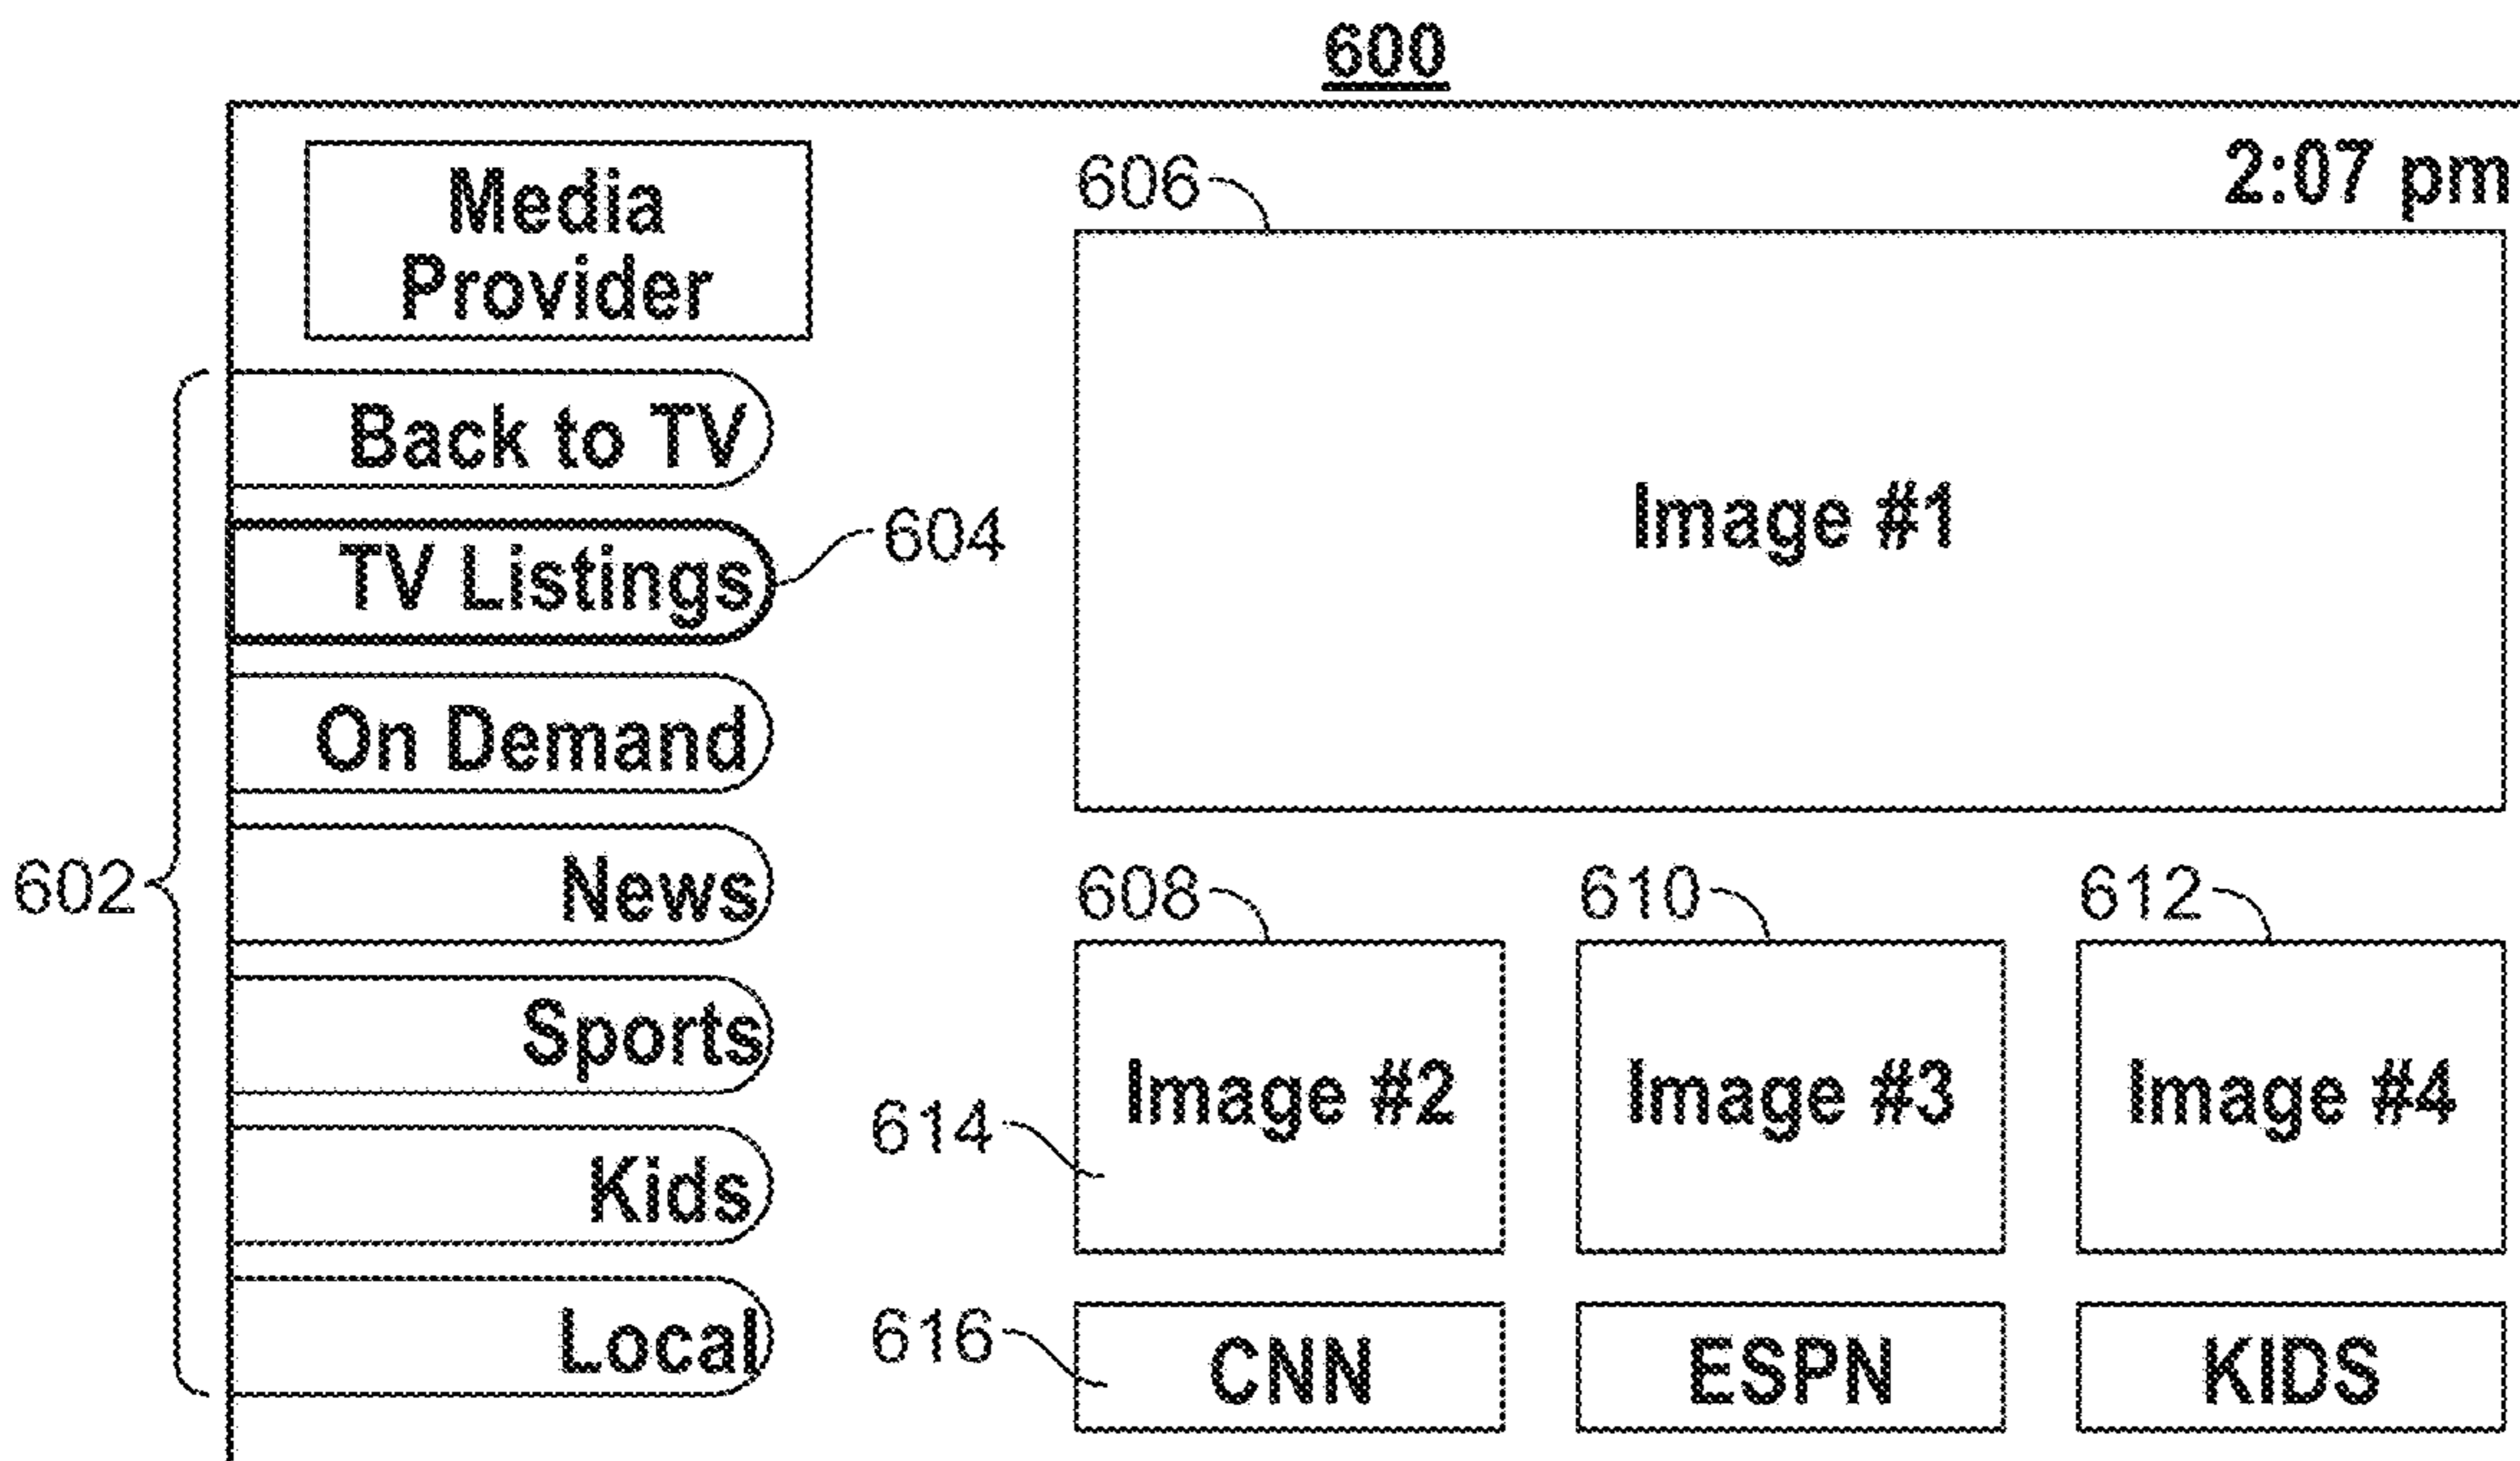 600
2:07 pm
Media
Provider
606
Image #1
Back to TV
TV Listings
604
On Demand
602
News
Sports
Kids
Local
608
610
612
Image #2
Image #3
Image #4
614
616
CNN
ESPN
KIDS